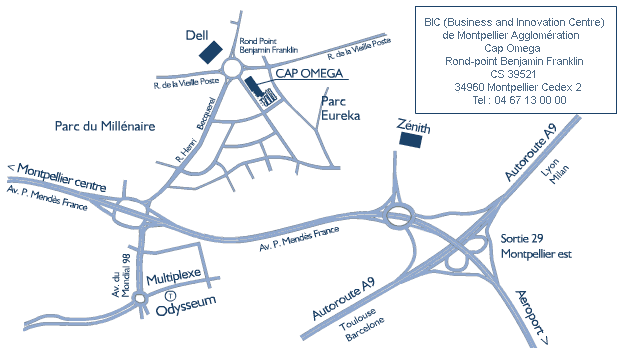 BIC (Business and Innovation Centre)
de Montpellier Agglomération
Cap Omega
Rond-point Benjamin Franklin
CS 39521
34960 Montpellier Cedex 2
Tel : 04 67 13 00 00
Dell
Rond Point
Benjamin Franklin
R. de la Vieille Poste
R. de la Vieille Poste
CAP OMEGA
Parc
Eureka
R. Henri Becquerel
Parc du Millénaire
Zénith
Autoroute A9
Lyon
Milan
< Montpellier centre
Av. P. Mendès France
Av. P. Mendès France
Sortie 29
Montpellier est
Av. du
Mondial 98
Multiplexe
T
Odysseum
Autoroute A9
Toulouse
Barcelone
Aeroport >